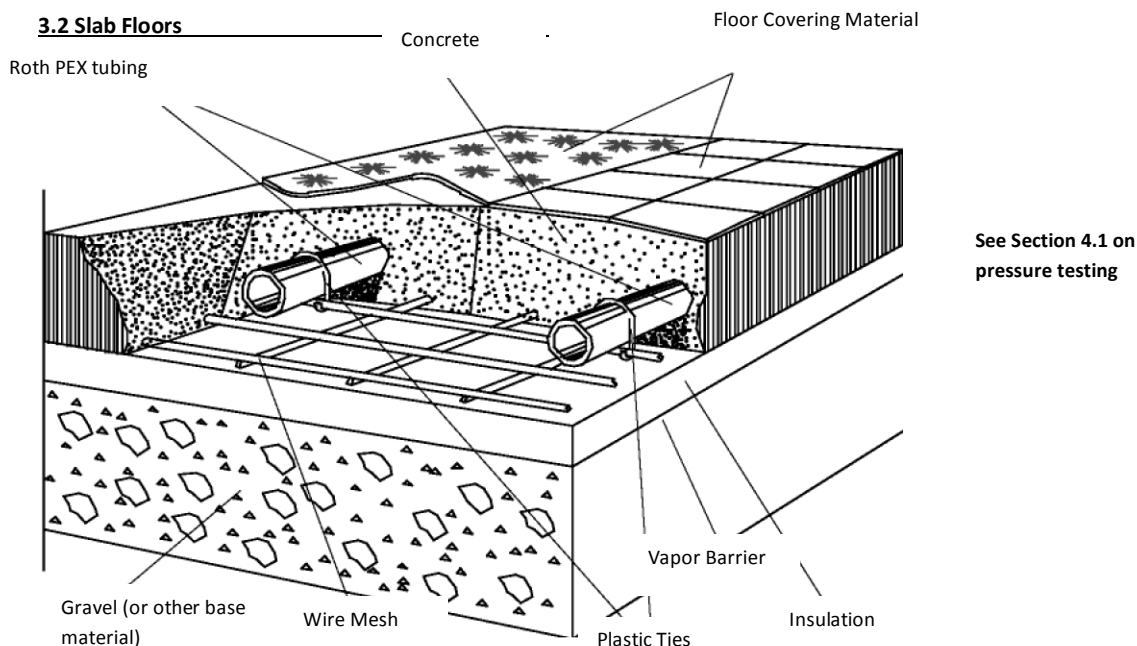 3.2 Slab Floors
Floor Covering Material
Concrete
Roth PEX tubing
See Section 4.1 on
pressure testing
Vapor Barrier
Gravel (or other base
material)
Wire Mesh
Insulation
Plastic Ties